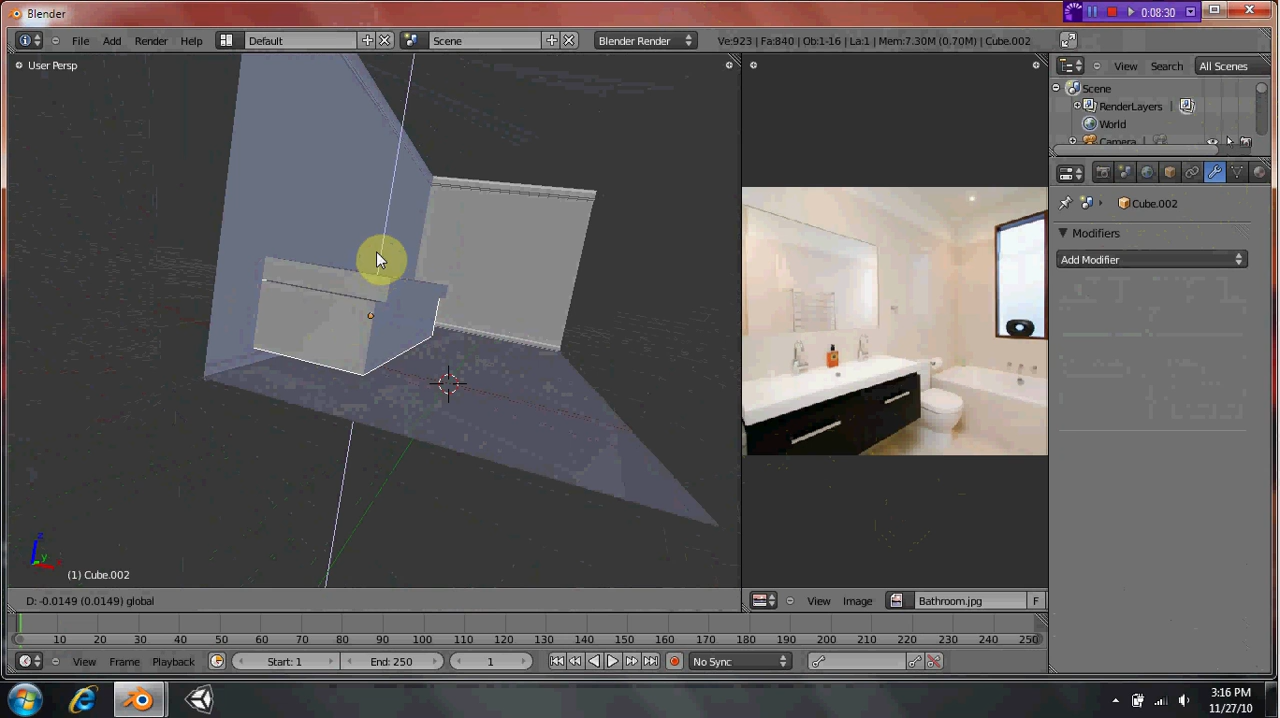 Blender
0:08:30
File Add Render Help Default Scene Blender Render Ve:923 | Fa:840 | Ob:1-16 | La:1 | Mem:7.30M (0.70M) | Cube.002
User Persp
View Search All Scenes
Scene
RenderLayers
World
Camera
Cube.002
Modifiers
Add Modifier
z
y
(1) Cube.002
D: -0.0149 (0.0149) global
View Image Bathroom.jpg F
10 20 30 40 50 60 70 80 90 100 110 120 130 140 150 160 170 180 190 200 210 220 230 240 250
View Frame Playback Start: 1 End: 250 1 No Sync
3:16 PM
11/27/10